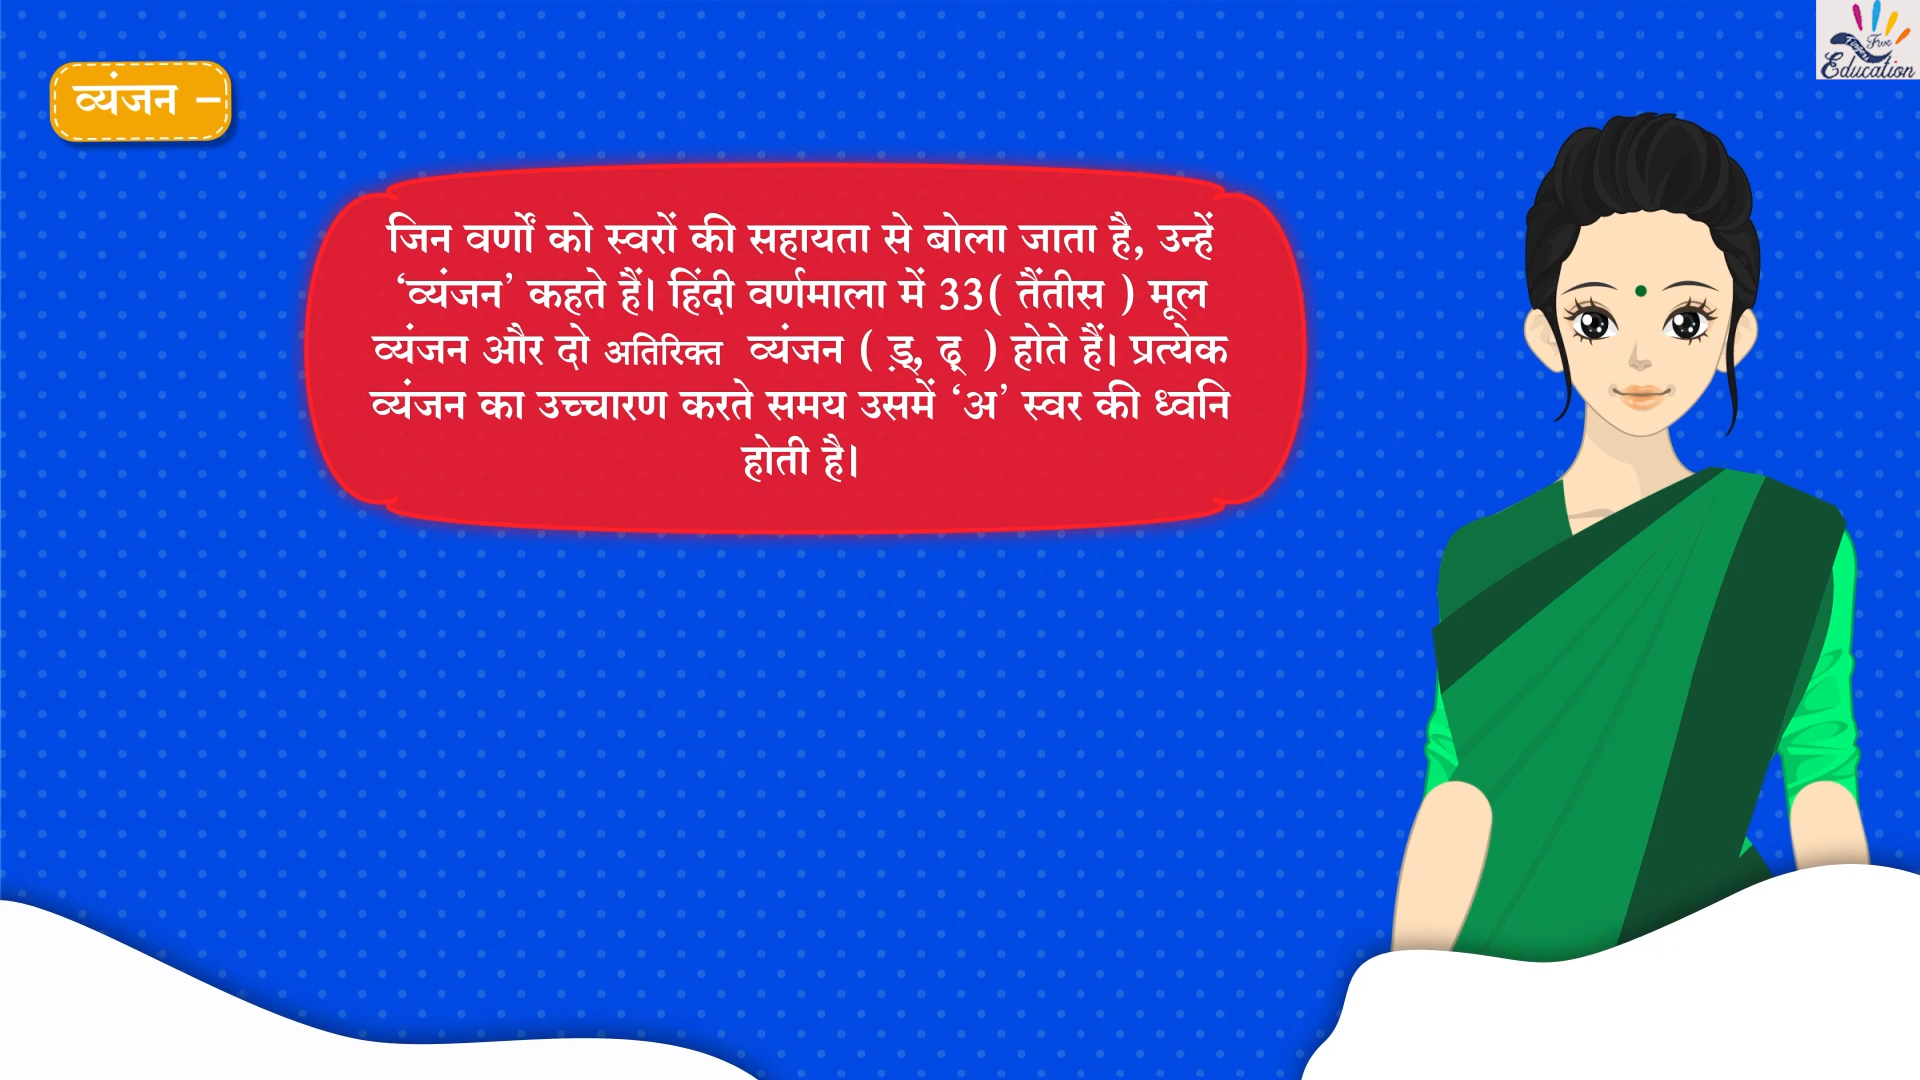 Five
Fingers
Education
व्यंजन –
जिन वर्णों को स्वरों की सहायता से बोला जाता है, उन्हें
‘व्यंजन’ कहते हैं। हिंदी वर्णमाला में 33( तैंतीस ) मूल
व्यंजन और दो अतिरिक्त व्यंजन ( ड़्, ढ़् ) होते हैं। प्रत्येक
व्यंजन का उच्चारण करते समय उसमें ‘अ’ स्वर की ध्वनि
होती है।